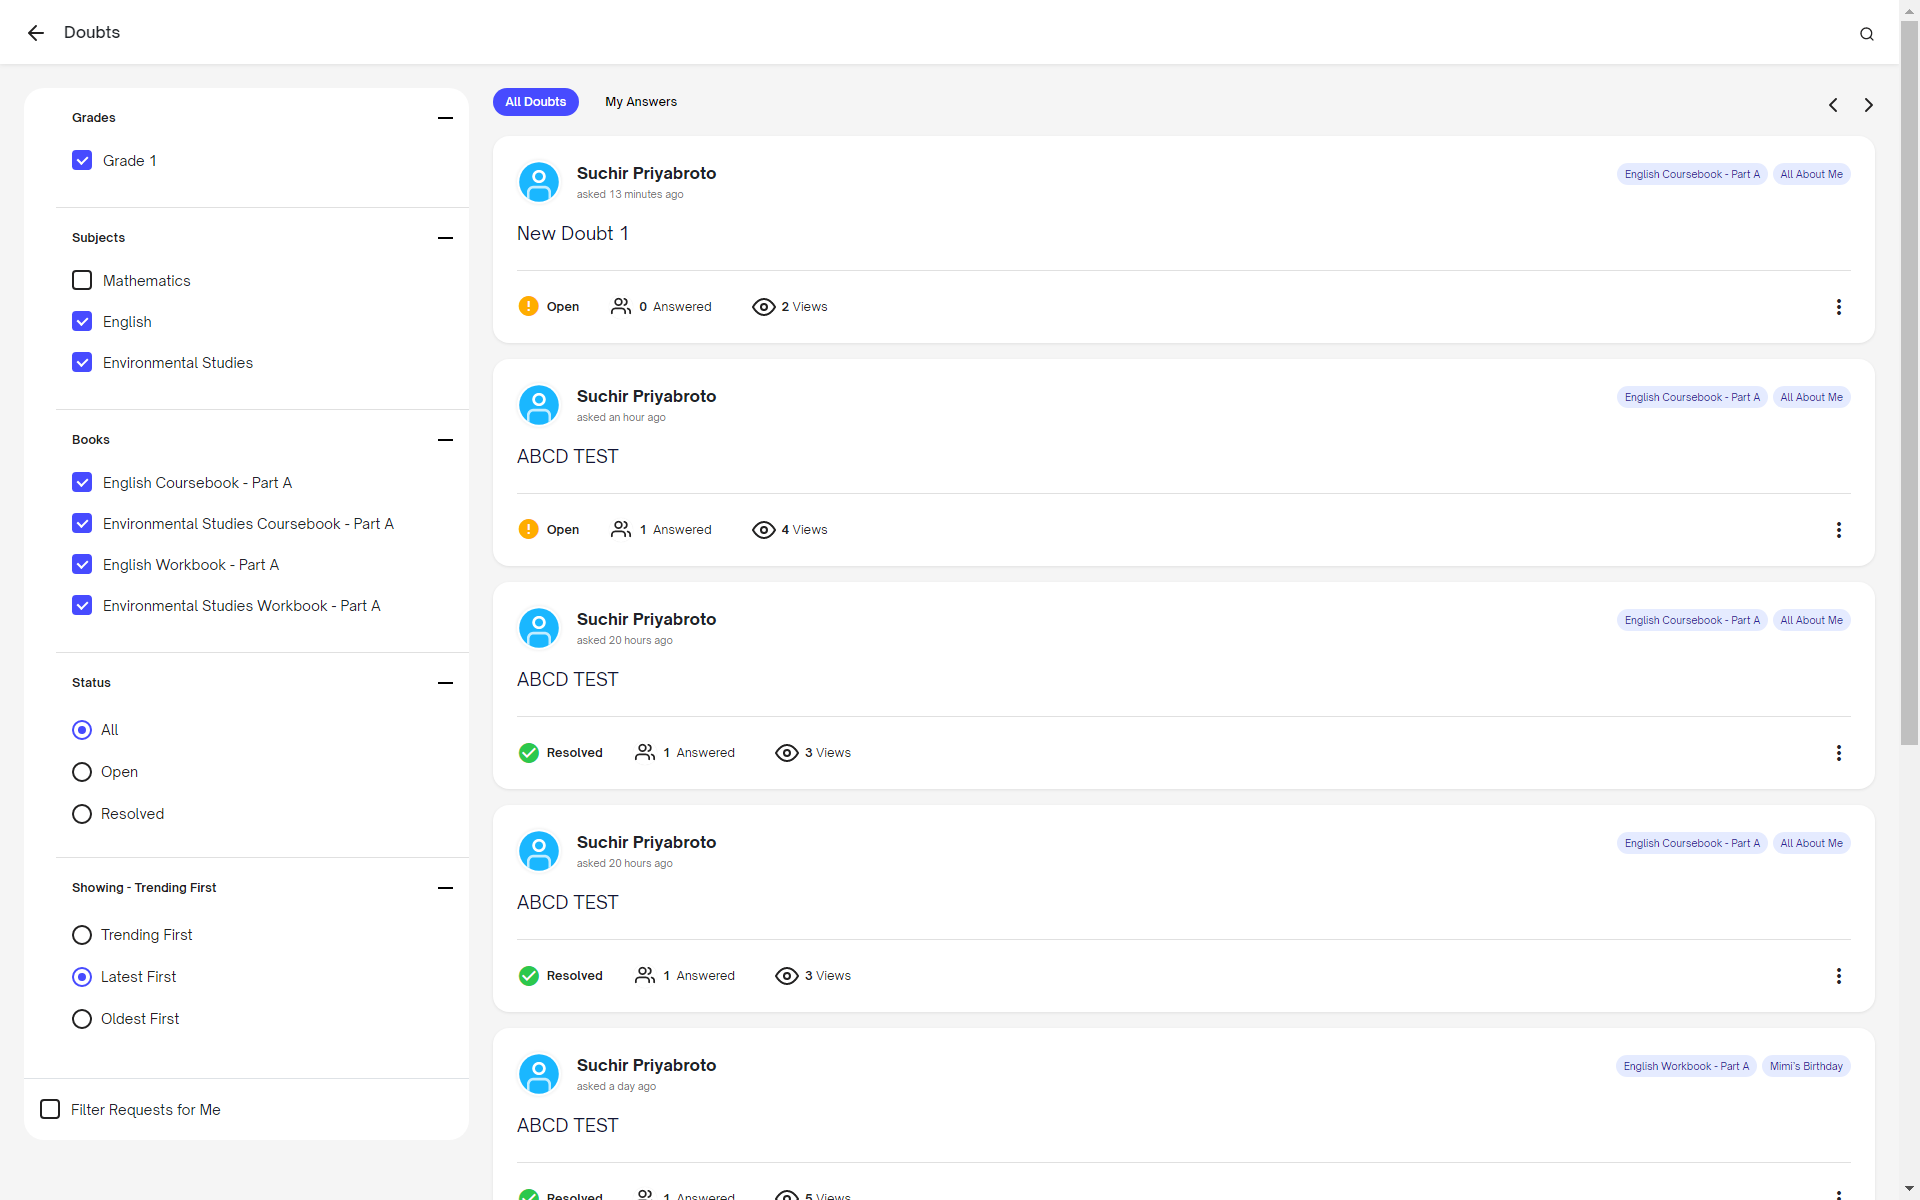 Doubts
Grades
Grade 1
Subjects
Mathematics
English
Environmental Studies
Books
English Coursebook - Part A
Environmental Studies Coursebook - Part A
English Workbook - Part A
Environmental Studies Workbook - Part A
Status
All
Open
Resolved
Showing - Trending First
Trending First
Latest First
Oldest First
Filter Requests for Me
All Doubts My Answers
Suchir Priyabroto English Coursebook - Part A All About Me
asked 13 minutes ago
New Doubt 1
Open 0 Answered 2 Views
Suchir Priyabroto English Coursebook - Part A All About Me
asked an hour ago
ABCD TEST
Open 1 Answered 4 Views
Suchir Priyabroto English Coursebook - Part A All About Me
asked 20 hours ago
ABCD TEST
Resolved 1 Answered 3 Views
Suchir Priyabroto English Coursebook - Part A All About Me
asked 20 hours ago
ABCD TEST
Resolved 1 Answered 3 Views
Suchir Priyabroto English Workbook - Part A Mimi's Birthday
asked a day ago
ABCD TEST
Resolved 1 Answered 5 Views